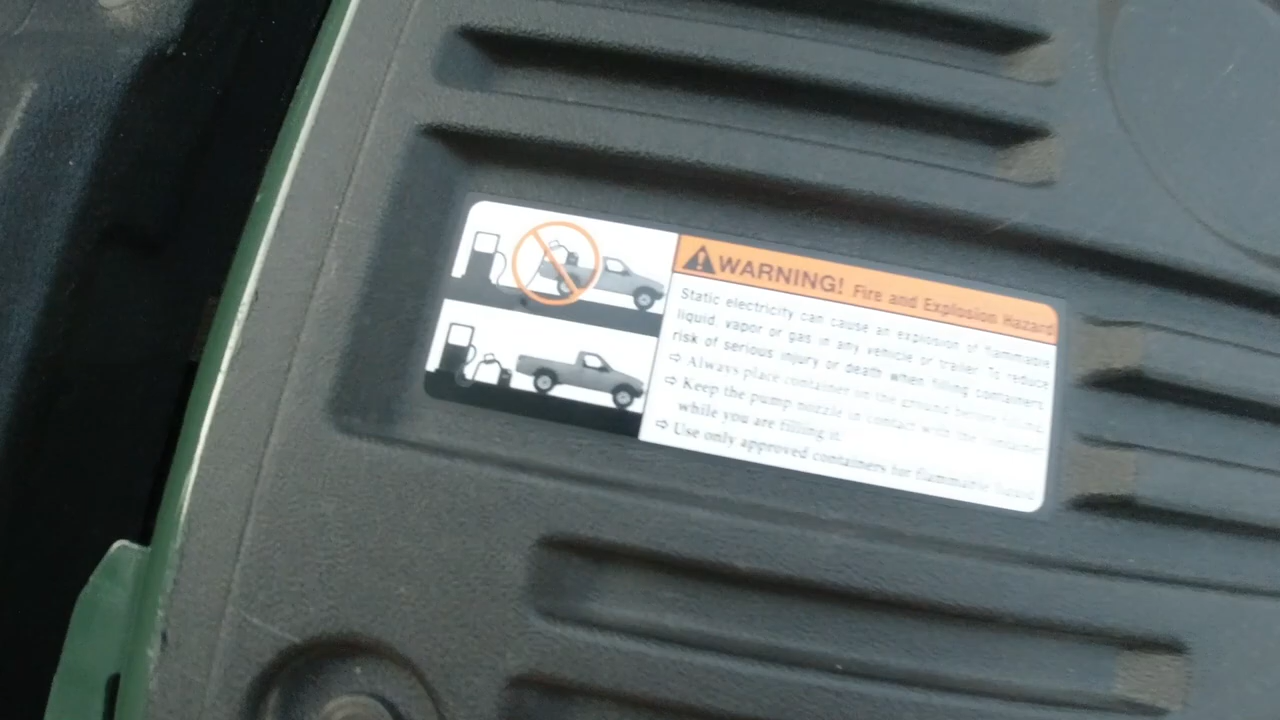 WARNING! Fire and Explosion Hazard
Static electricity can cause an explosion of flammable
liquid, vapor or gas in any vehicle or trailer. To reduce
risk of serious injury or death when filling containers
⇨ Always place container on the ground before filling.
⇨ Keep the pump nozzle in contact with the container
while you are filling it.
⇨ Use only approved containers for flammable liquid